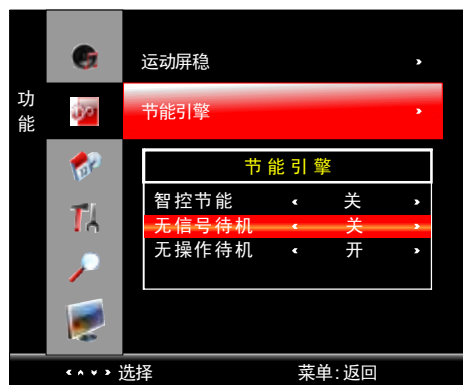 运动屏稳
功能
节能引擎
节能引擎
智控节能 关
无信号待机 关
无操作待机 开
选择 菜单:返回